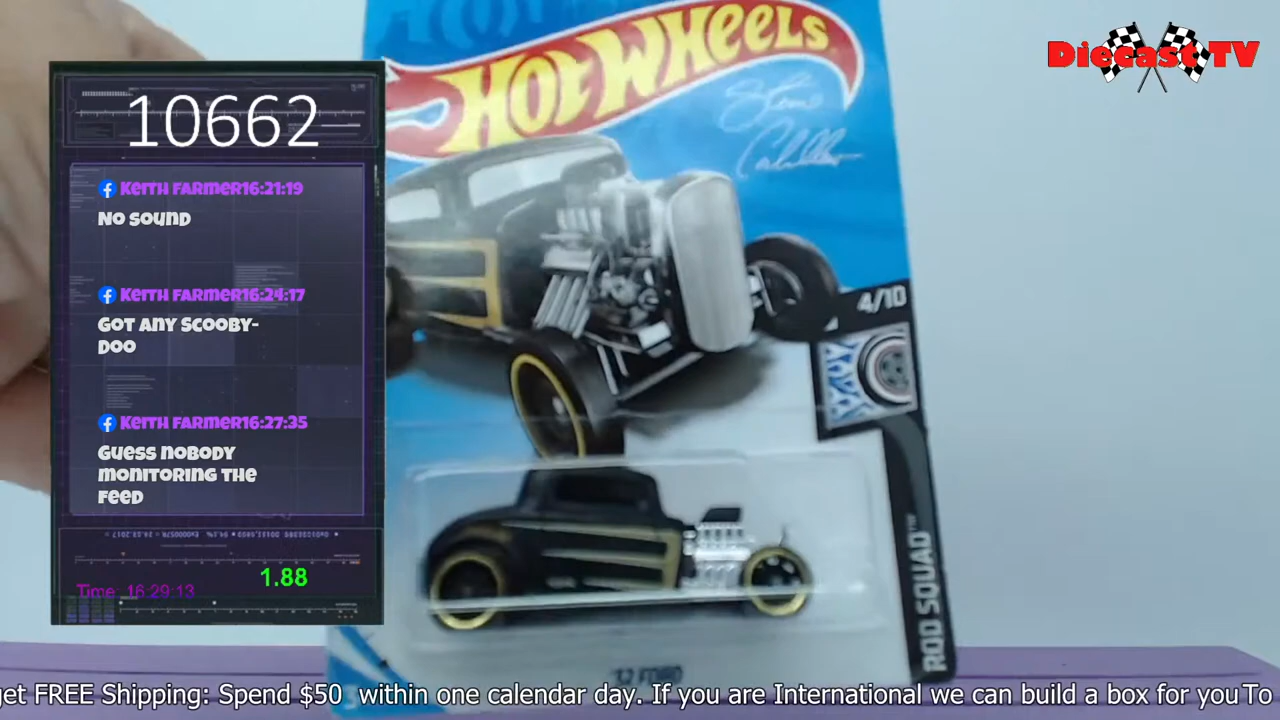 Diecast TV
HOT WHEELS
10662
Keith Farmer16:21:19
No sound
Keith Farmer16:24:17
Got any Scooby-
Doo
Keith Farmer16:27:35
Guess nobody
monitoring the
feed
1.88
Time 16:29:13
4/10
ROD SQUAD™
'32 FORD
get FREE Shipping: Spend $50 within one calendar day. If you are International we can build a box for you To